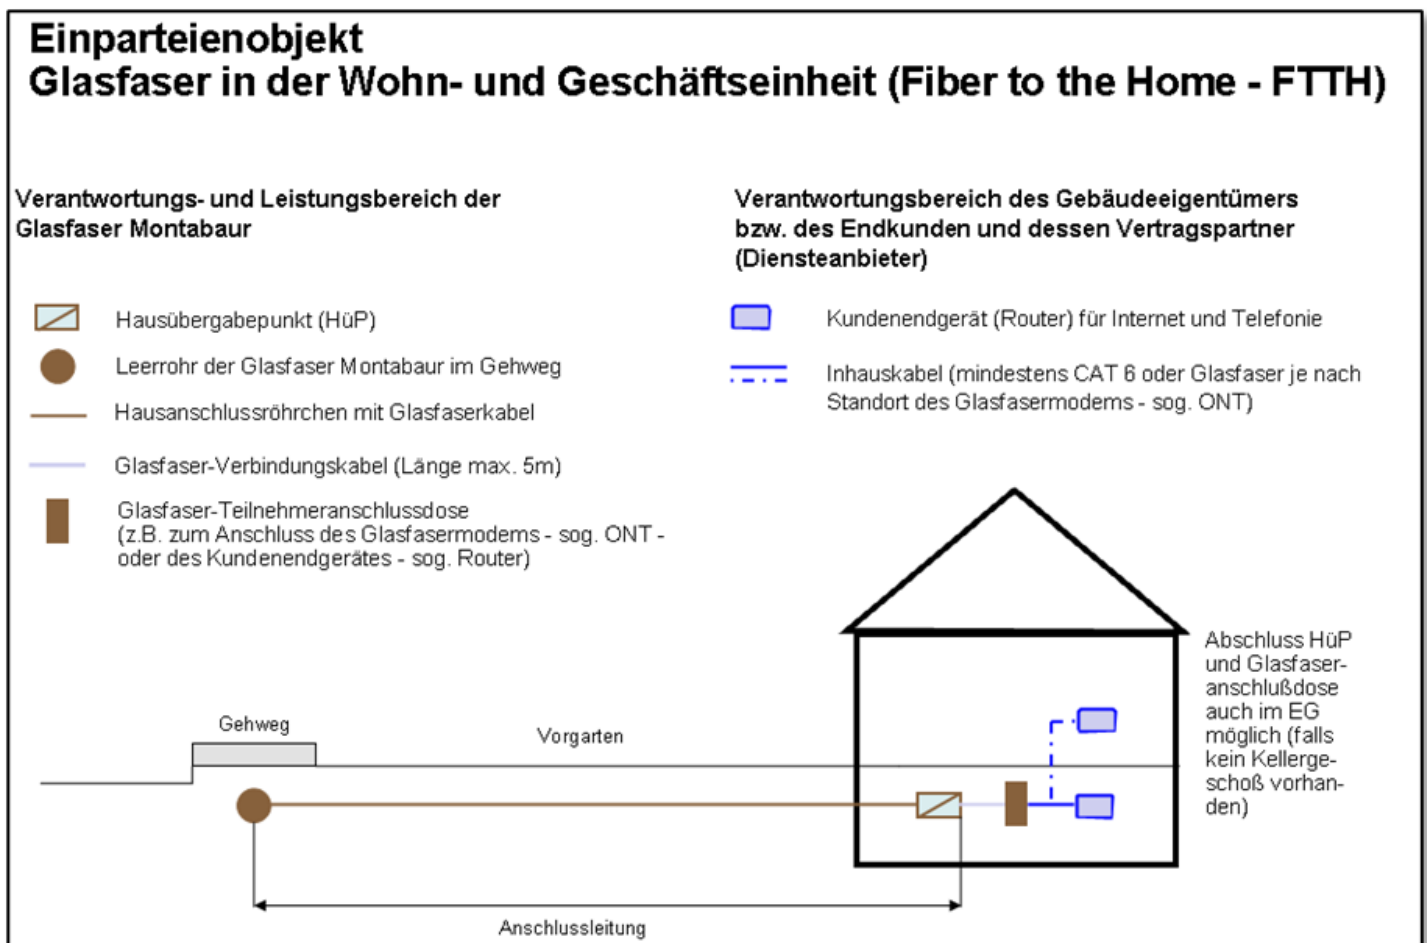 Einparteienobjekt
Glasfaser in der Wohn- und Geschäftseinheit (Fiber to the Home - FTTH)
Verantwortungs- und Leistungsbereich der
Glasfaser Montabaur
Hausübergabepunkt (HüP)
Leerrohr der Glasfaser Montabaur im Gehweg
Hausanschlussröhrchen mit Glasfaserkabel
Glasfaser-Verbindungskabel (Länge max. 5m)
Glasfaser-Teilnehmeranschlussdose
(z.B. zum Anschluss des Glasfasermodems - sog. ONT -
oder des Kundenendgerätes - sog. Router)
Verantwortungsbereich des Gebäudeeigentümers
bzw. des Endkunden und dessen Vertragspartner
(Diensteanbieter)
Kundenendgerät (Router) für Internet und Telefonie
Inhauskabel (mindestens CAT 6 oder Glasfaser je nach
Standort des Glasfasermodems - sog. ONT)
Gehweg
Vorgarten
Abschluss HüP
und Glasfaser-
anschlußdose
auch im EG
möglich (falls
kein Kellerge-
schoß vorhan-
den)
Anschlussleitung